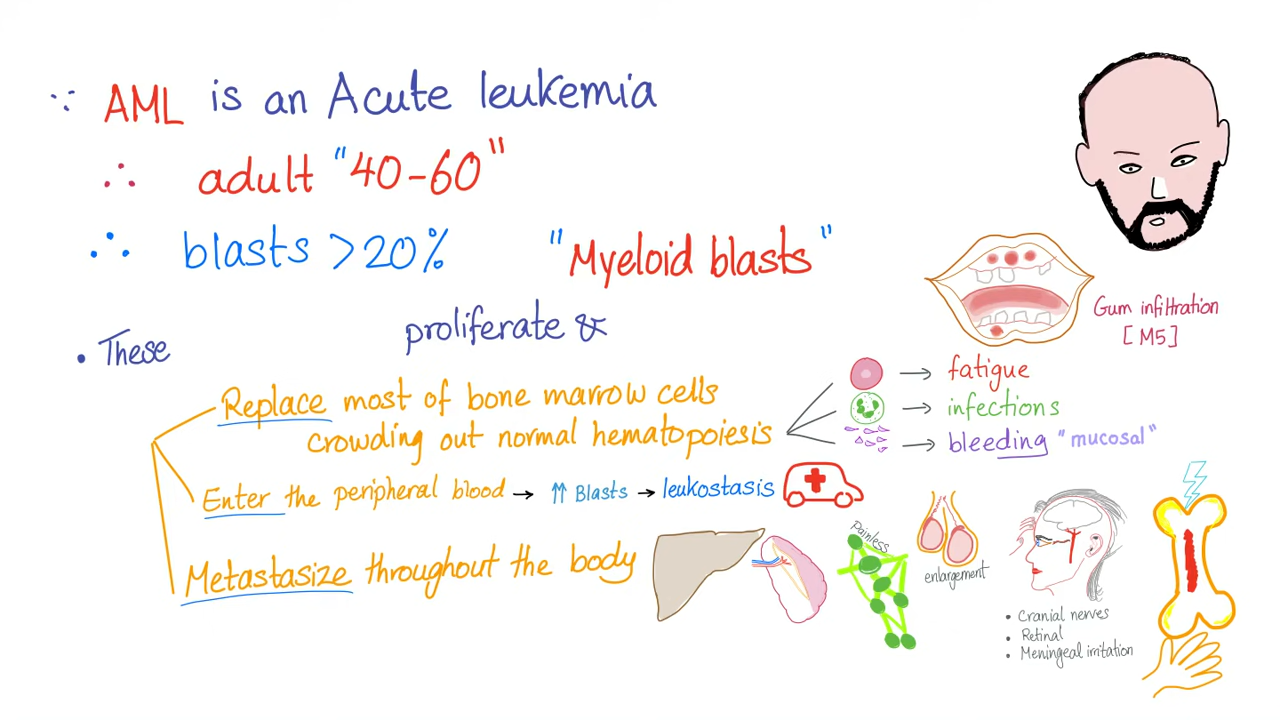 ∵ AML is an Acute leukemia
∴ adult "40-60"
∴ blasts >20% "Myeloid blasts"
• These proliferate &
Replace most of bone marrow cells
crowding out normal hematopoiesis
Enter the peripheral blood → ↑↑ Blasts → leukostasis
Metastasize throughout the body
Gum infiltration
[M5]
→ fatigue
→ infections
→ bleeding "mucosal"
Painless
enlargement
• Cranial nerves
• Retinal
• Meningeal irritation